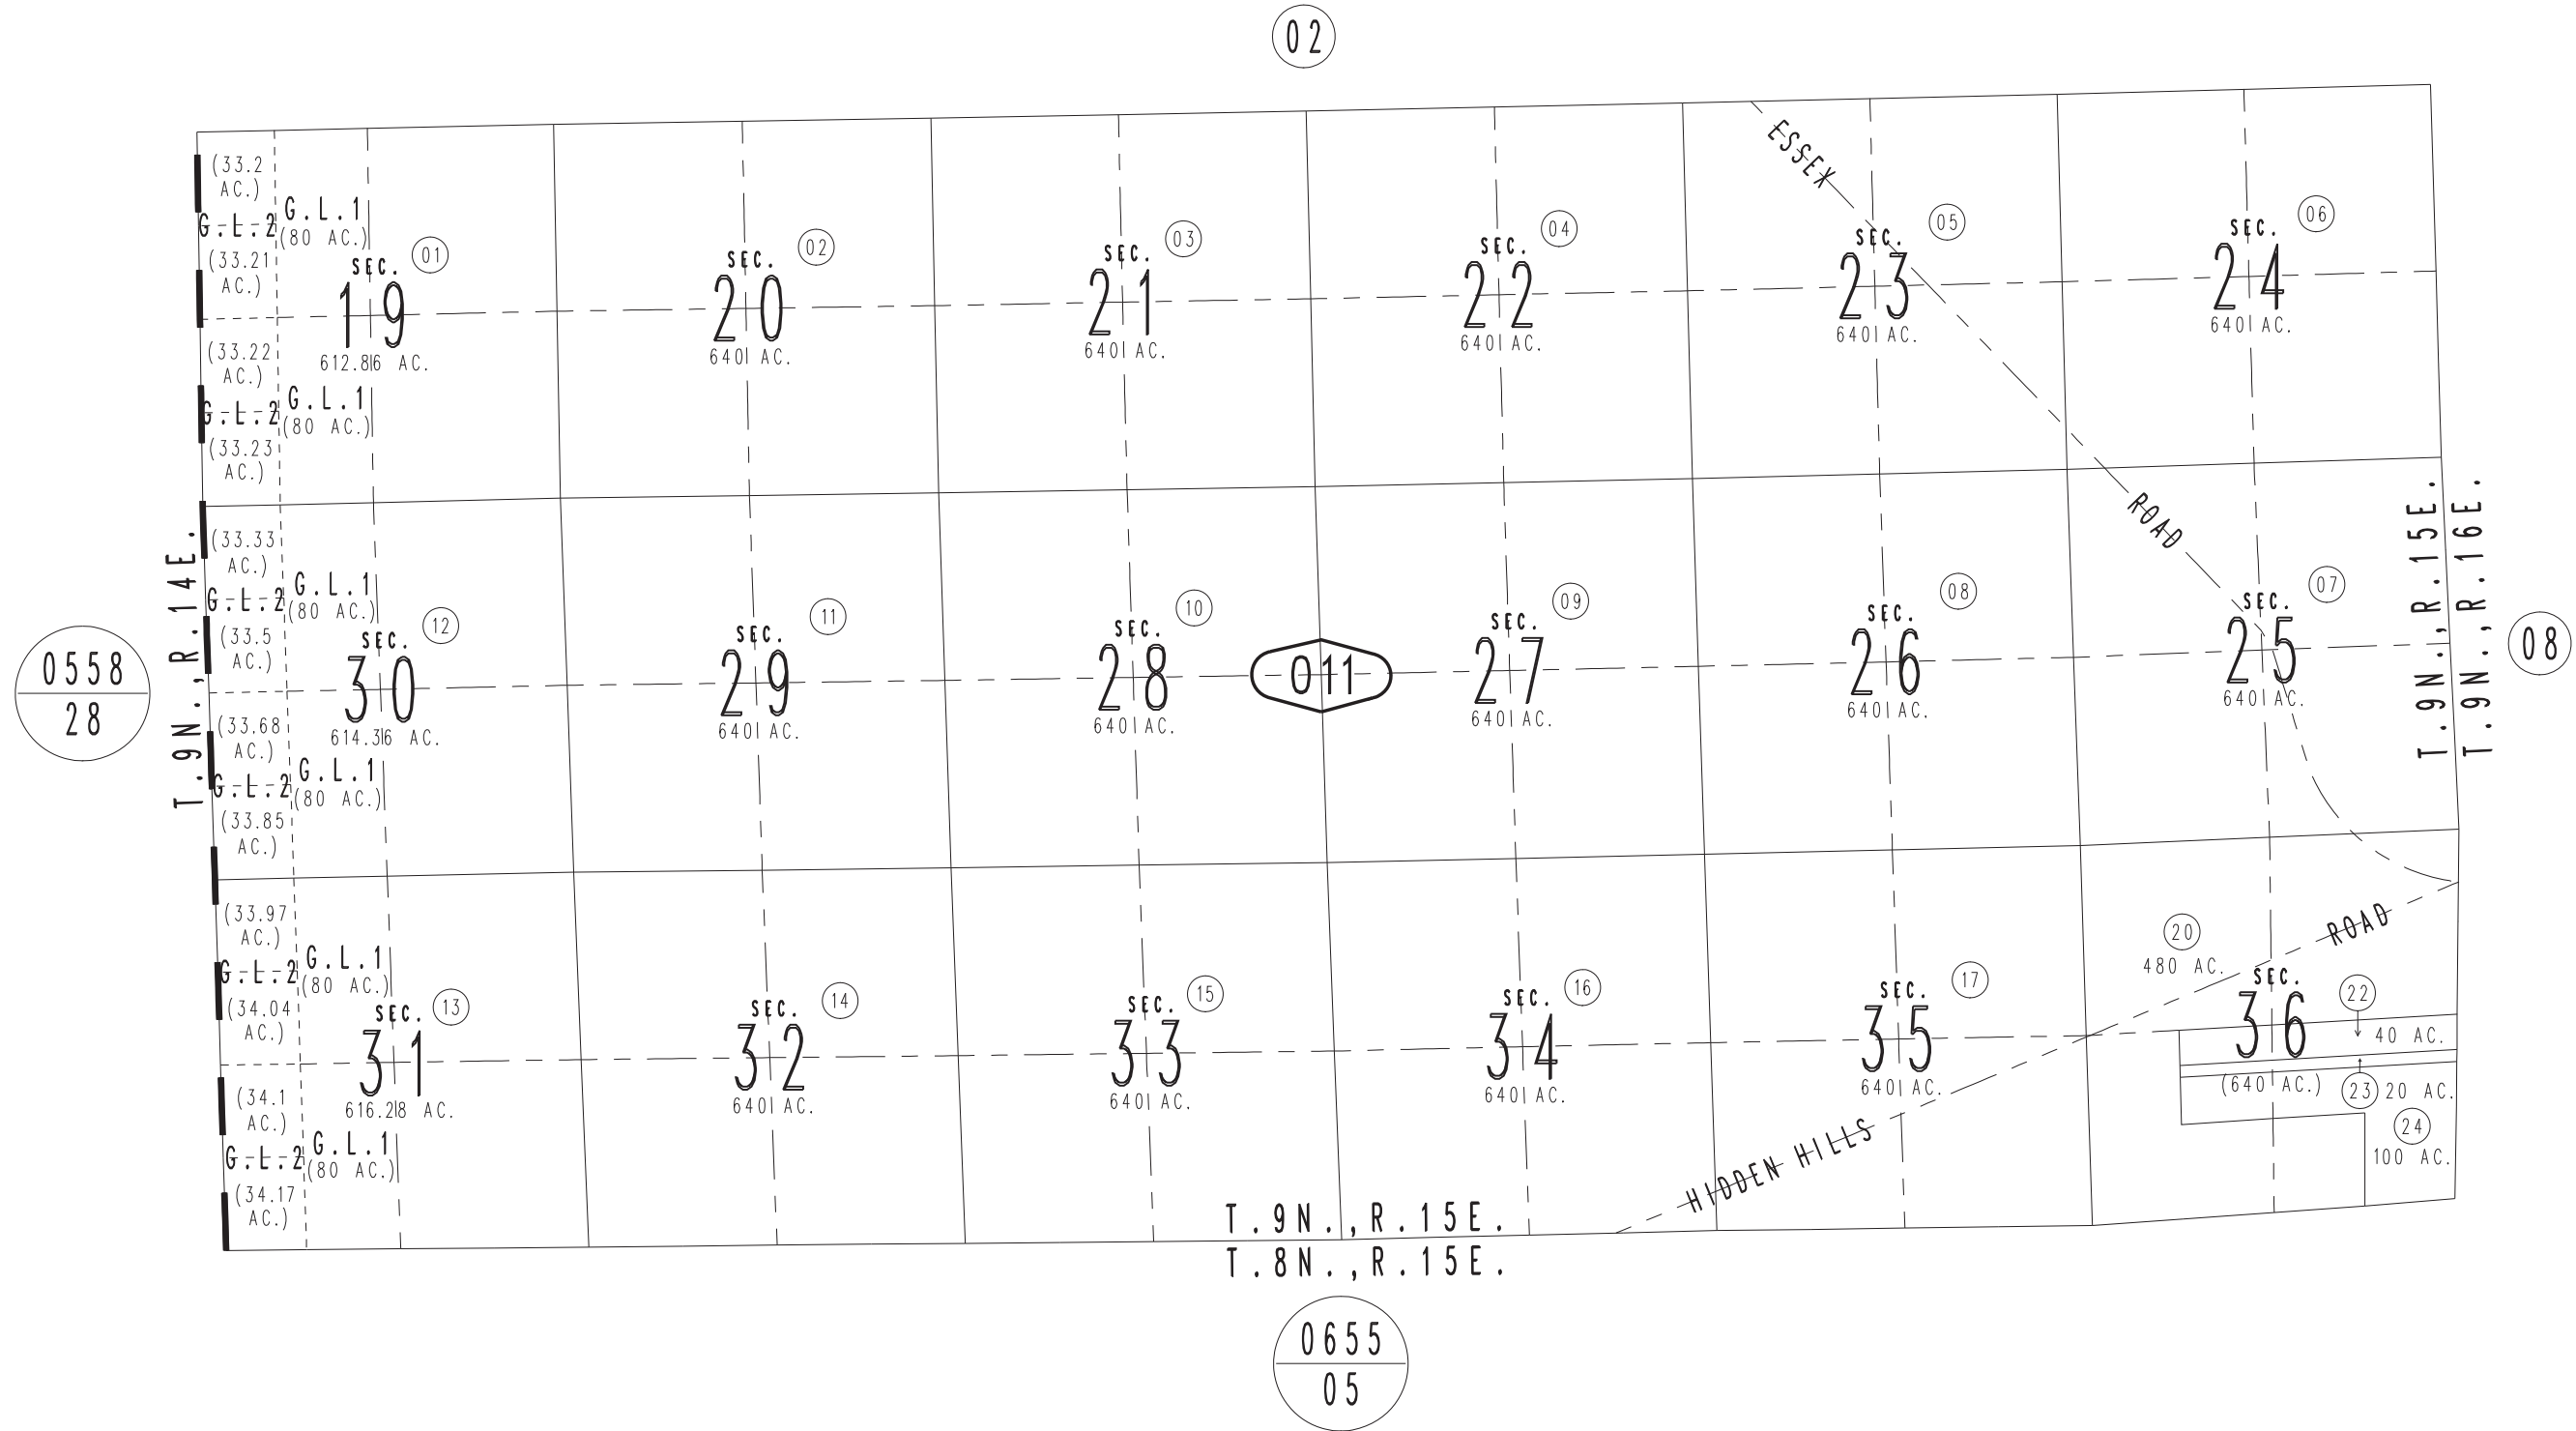 02
ESSEX
ROAD
(33.2
AC.)
G.L.2
(33.21
AC.)
G.L.1
(80 AC.)
SEC.
01
19
612.86 AC.
(33.22
AC.)
G.L.2
(33.23
AC.)
G.L.1
(80 AC.)
SEC.
02
20
640 AC.
SEC.
03
21
640 AC.
SEC.
04
22
640 AC.
SEC.
05
23
640 AC.
SEC.
06
24
640 AC.
T.9N.,R.14E.
0558
28
(33.33
AC.)
G.L.2
(33.5
AC.)
G.L.1
(80 AC.)
SEC.
12
30
614.36 AC.
(33.68
AC.)
G.L.2
(33.85
AC.)
G.L.1
(80 AC.)
SEC.
11
29
640 AC.
SEC.
10
28
640 AC.
011
SEC.
09
27
640 AC.
SEC.
08
26
640 AC.
SEC.
07
25
640 AC.
T.9N.,R.15E.
T.9N.,R.16E.
08
(33.97
AC.)
G.L.2
(34.04
AC.)
G.L.1
(80 AC.)
SEC.
13
31
616.28 AC.
(34.1
AC.)
G.L.2
(34.17
AC.)
G.L.1
(80 AC.)
SEC.
14
32
640 AC.
SEC.
15
33
640 AC.
SEC.
16
34
640 AC.
SEC.
17
35
640 AC.
20
480 AC.
SEC.
36
(640 AC.)
22
40 AC.
23
20 AC.
24
100 AC.
HIDDEN HILLS
ROAD
T.9N.,R.15E.
T.8N.,R.15E.
0655
05